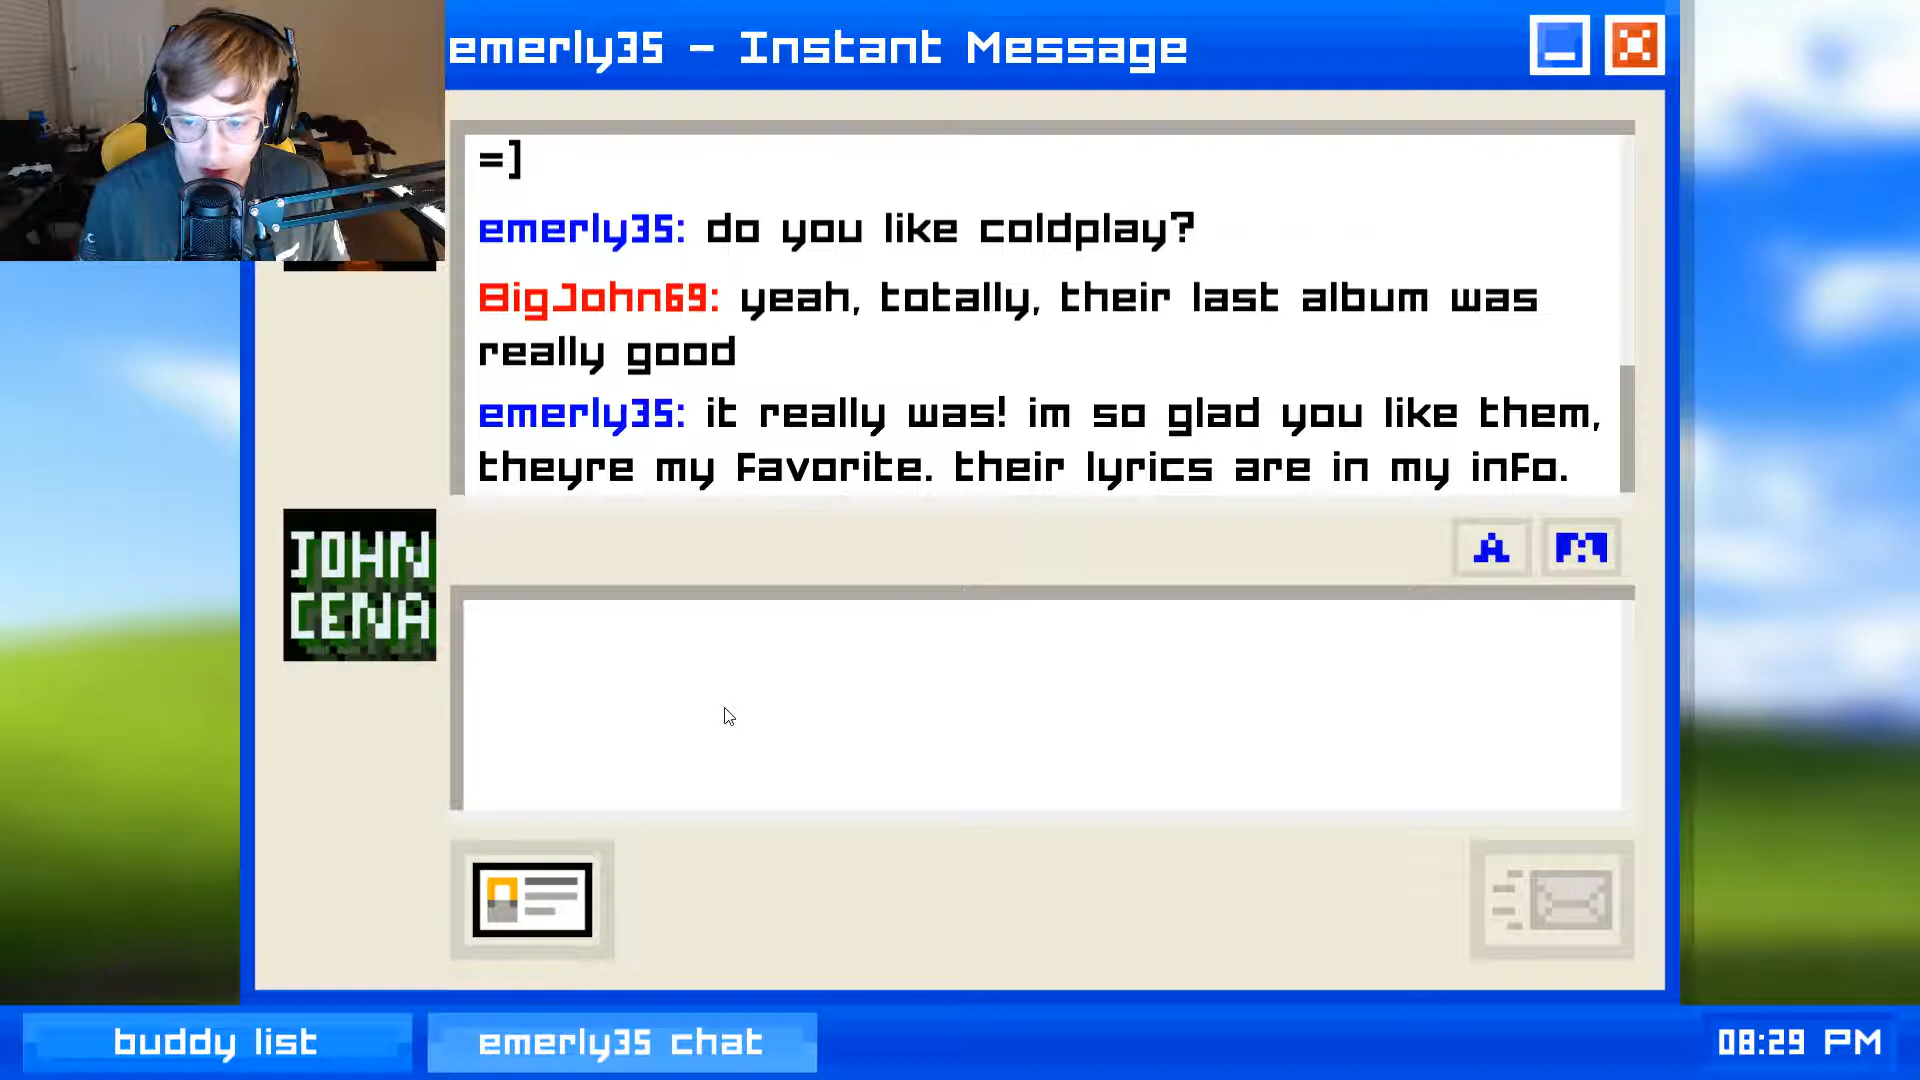 emerly35 - Instant Message
=]
emerly35: do you like coldplay?
BigJohn69: yeah, totally, their last album was
really good
emerly35: it really was! im so glad you like them,
theyre my favorite. their lyrics are in my info.
A M
JOHN
CENA
buddy list
emerly35 chat
08:29 PM